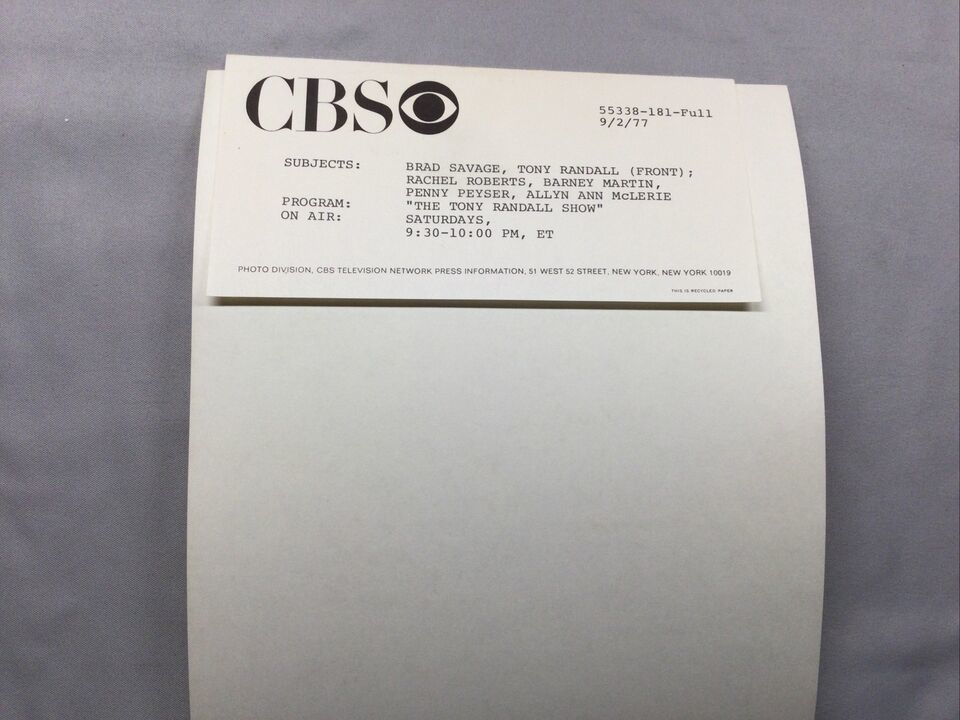 CBS
55338-181-Full
9/2/77
SUBJECTS: BRAD SAVAGE, TONY RANDALL (FRONT);
RACHEL ROBERTS, BARNEY MARTIN,
PENNY PEYSER, ALLYN ANN McLERIE
PROGRAM: "THE TONY RANDALL SHOW"
ON AIR: SATURDAYS,
9:30-10:00 PM, ET
PHOTO DIVISION, CBS TELEVISION NETWORK PRESS INFORMATION, 51 WEST 52 STREET, NEW YORK, NEW YORK 10019
THIS IS RECYCLED PAPER